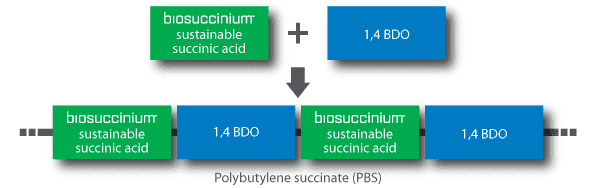 biosuccinium
sustainable
succinic acid
+
1,4 BDO
biosuccinium
sustainable
succinic acid
1,4 BDO
biosuccinium
sustainable
succinic acid
1,4 BDO
Polybutylene succinate (PBS)